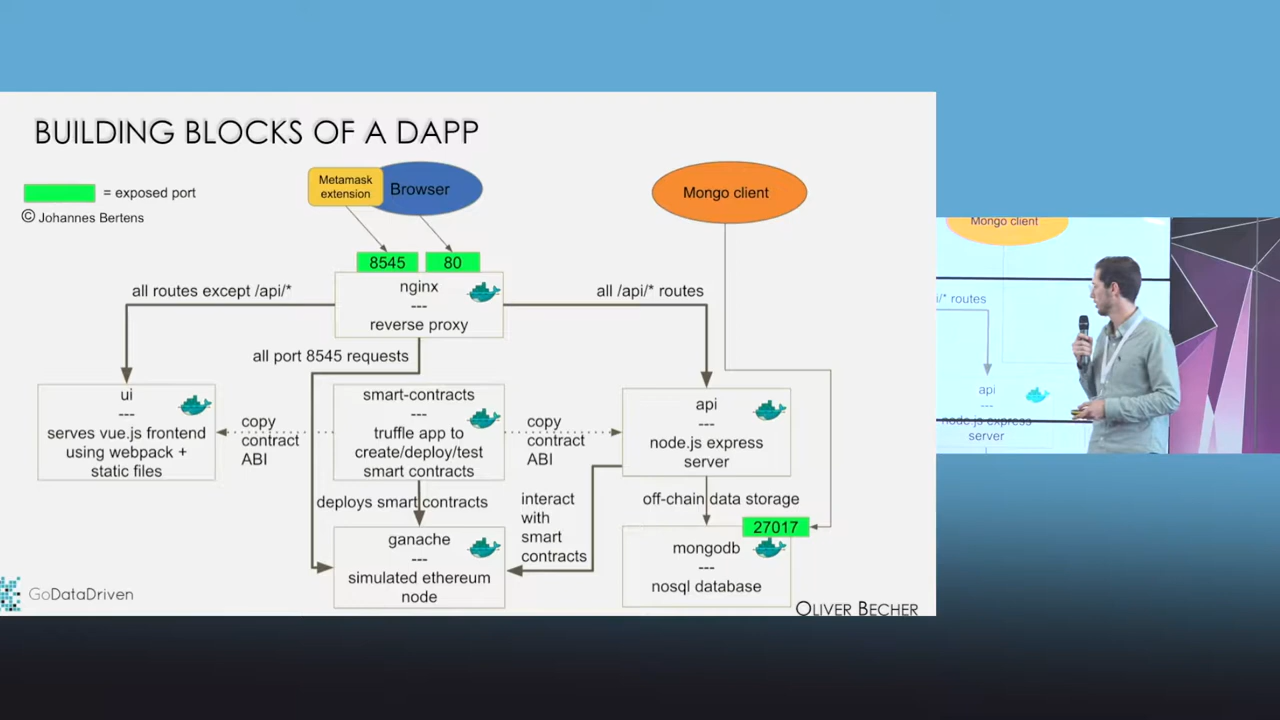 BUILDING BLOCKS OF A DAPP
= exposed port
© Johannes Bertens
Metamask
extension
Browser
Mongo client
8545
80
nginx
---
reverse proxy
all routes except /api/*
all /api/* routes
all port 8545 requests
ui
---
serves vue.js frontend
using webpack +
static files
copy
contract
ABI
smart-contracts
---
truffle app to
create/deploy/test
smart contracts
copy
contract
ABI
api
---
node.js express
server
deploys smart contracts
interact
with
smart
contracts
off-chain data storage
27017
ganache
---
simulated ethereum
node
mongodb
---
nosql database
GoDataDriven
OLIVER BECHER
Mongo client
i/* routes
api
---
node.js express
server